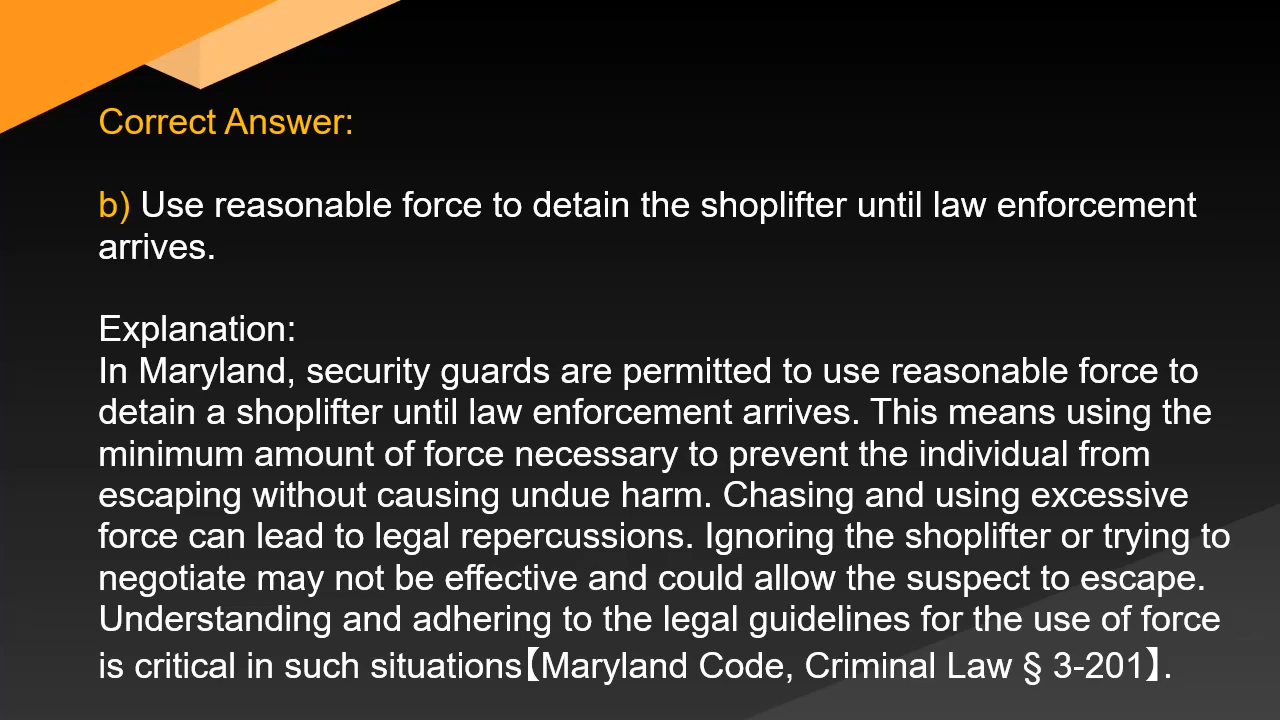 Correct Answer:
b) Use reasonable force to detain the shoplifter until law enforcement
arrives.
Explanation:
In Maryland, security guards are permitted to use reasonable force to
detain a shoplifter until law enforcement arrives. This means using the
minimum amount of force necessary to prevent the individual from
escaping without causing undue harm. Chasing and using excessive
force can lead to legal repercussions. Ignoring the shoplifter or trying to
negotiate may not be effective and could allow the suspect to escape.
Understanding and adhering to the legal guidelines for the use of force
is critical in such situations【Maryland Code, Criminal Law § 3-201】.